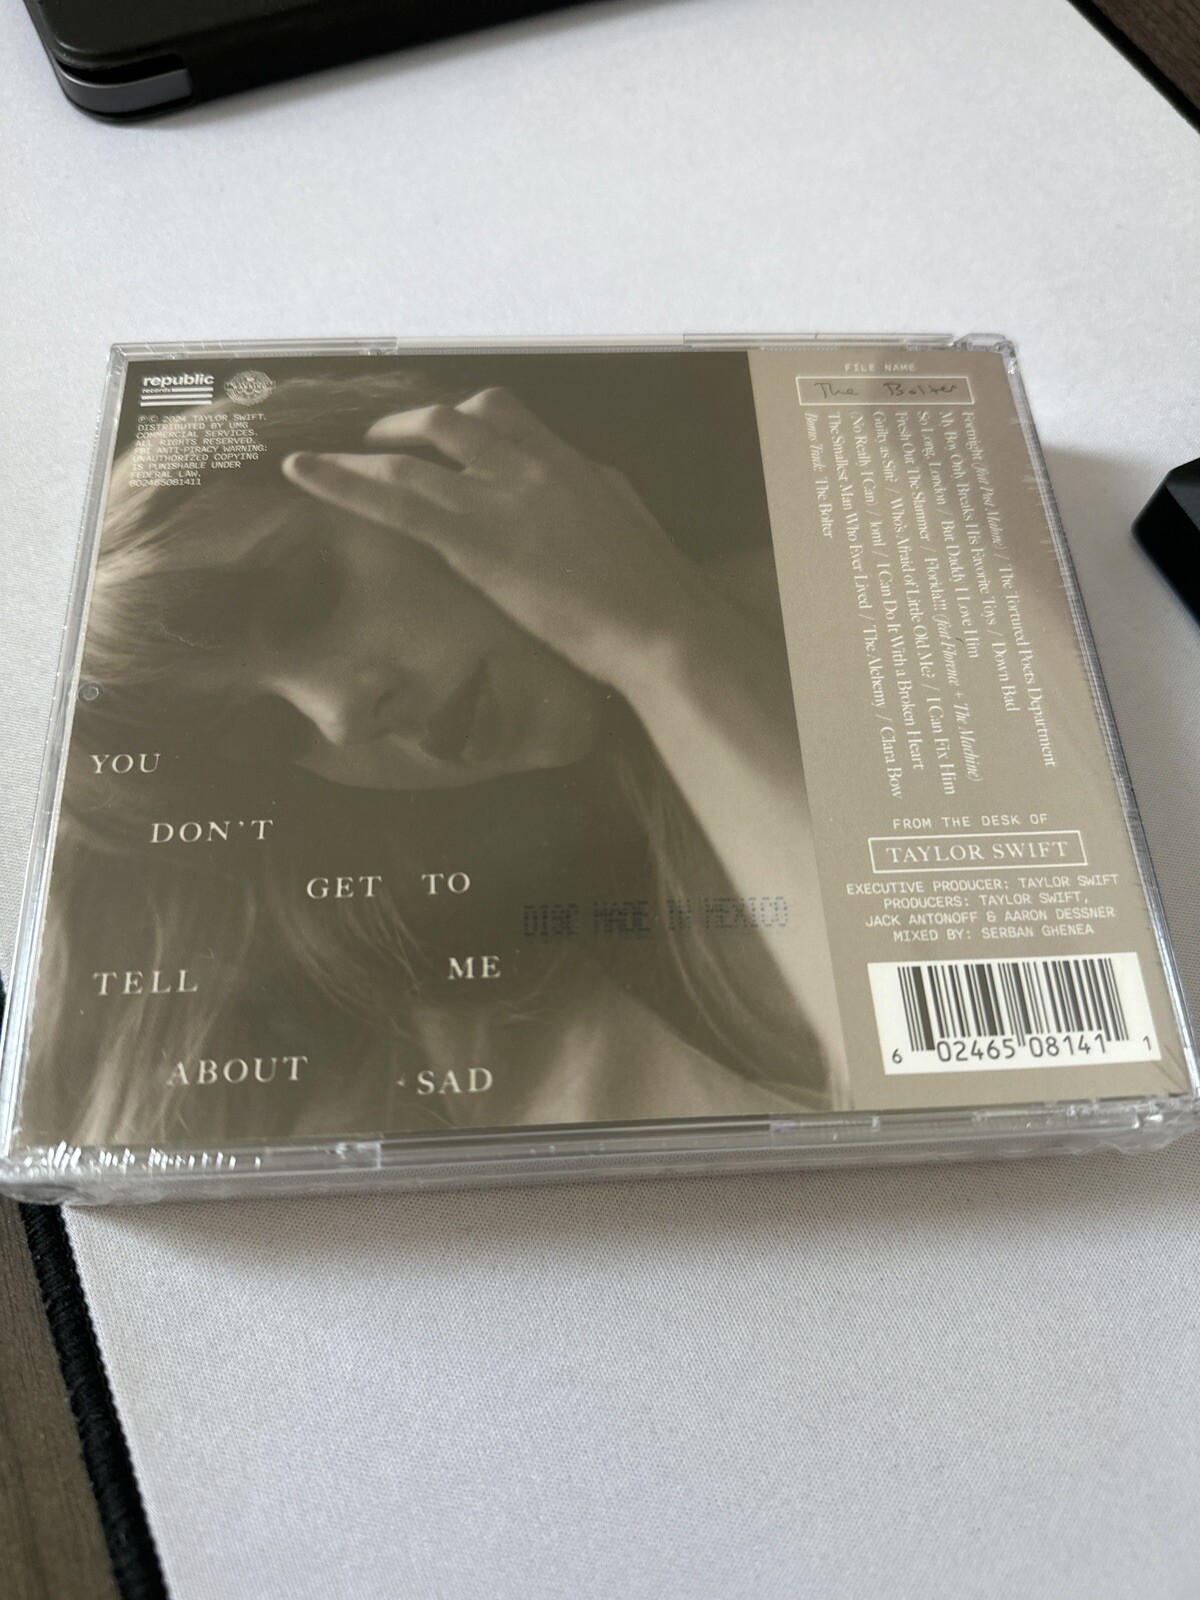 republic
records
℗© 2024 TAYLOR SWIFT.
DISTRIBUTED BY UMG
COMMERCIAL SERVICES.
ALL RIGHTS RESERVED.
FBI ANTI-PIRACY WARNING:
UNAUTHORIZED COPYING
IS PUNISHABLE UNDER
FEDERAL LAW.
602465081411
YOU
DON'T
GET TO
TELL ME
ABOUT SAD
DISC MADE IN MEXICO
FILE NAME
The Bolter
Fortnight (feat. Post Malone) / The Tortured Poets Department
My Boy Only Breaks His Favorite Toys / Down Bad
So Long, London / But Daddy I Love Him
Fresh Out The Slammer / Florida!!! (feat. Florence + The Machine)
Guilty as Sin? / Who's Afraid of Little Old Me? / I Can Fix Him
(No Really I Can) / loml / I Can Do It With a Broken Heart
The Smallest Man Who Ever Lived / The Alchemy / Clara Bow
Bonus Track: The Bolter
FROM THE DESK OF
TAYLOR SWIFT
EXECUTIVE PRODUCER: TAYLOR SWIFT
PRODUCERS: TAYLOR SWIFT,
JACK ANTONOFF & AARON DESSNER
MIXED BY: SERBAN GHENEA
6 02465 08141 1